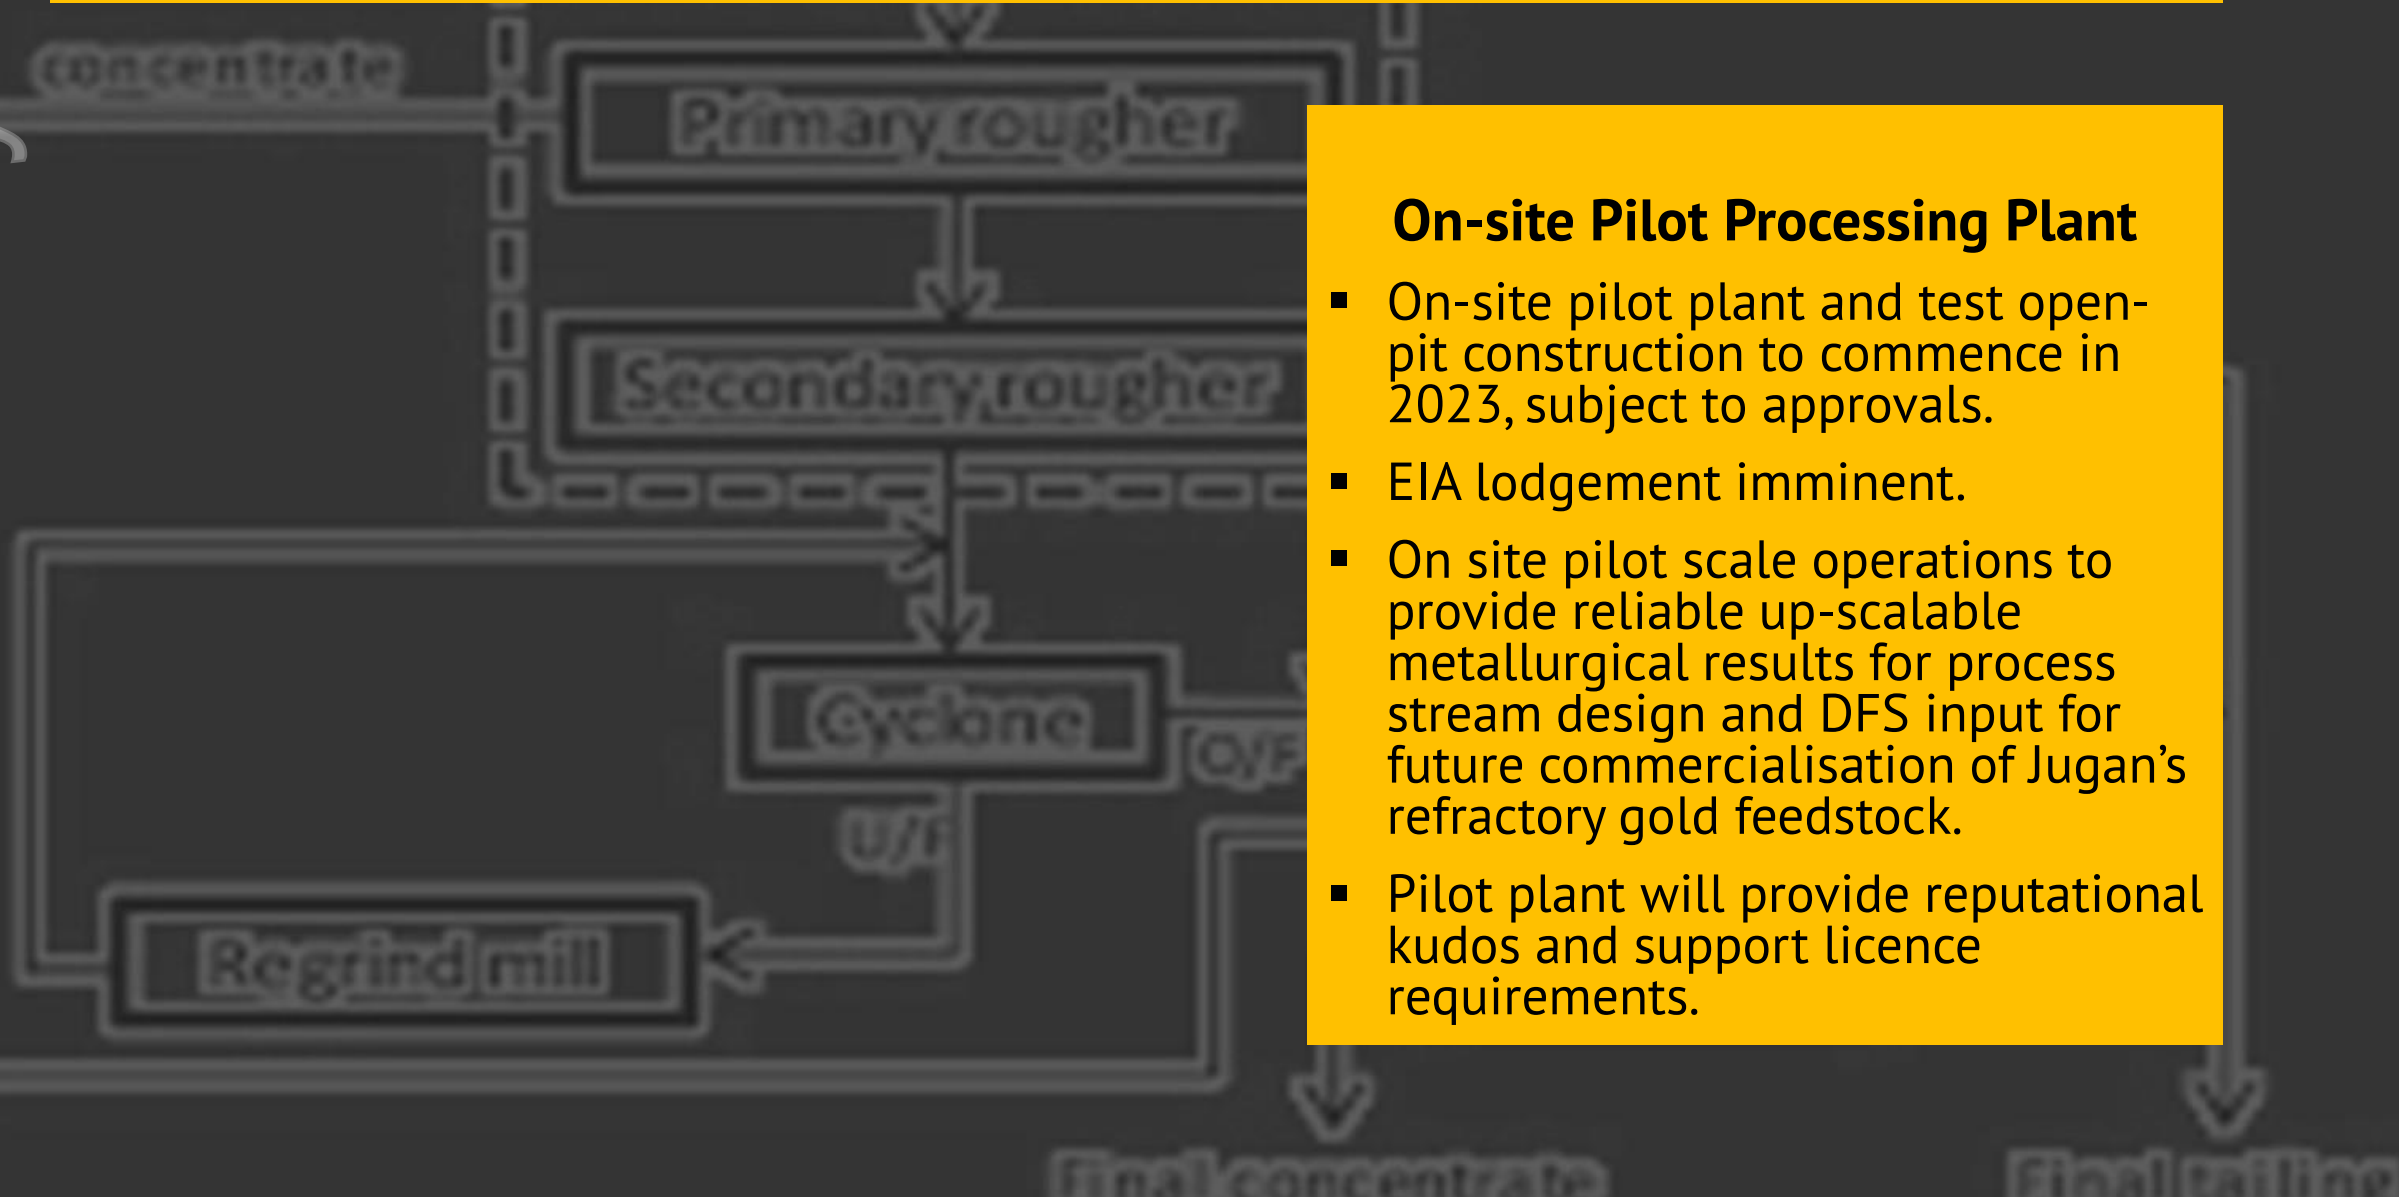 concentrate
Primary rougher
Secondary rougher
Cyclone
O/F
U/F
Regrind mill
Final concentrate
Final tailing
On-site Pilot Processing Plant
▪ On-site pilot plant and test open-
pit construction to commence in
2023, subject to approvals.
▪ EIA lodgement imminent.
▪ On site pilot scale operations to
provide reliable up-scalable
metallurgical results for process
stream design and DFS input for
future commercialisation of Jugan’s
refractory gold feedstock.
▪ Pilot plant will provide reputational
kudos and support licence
requirements.